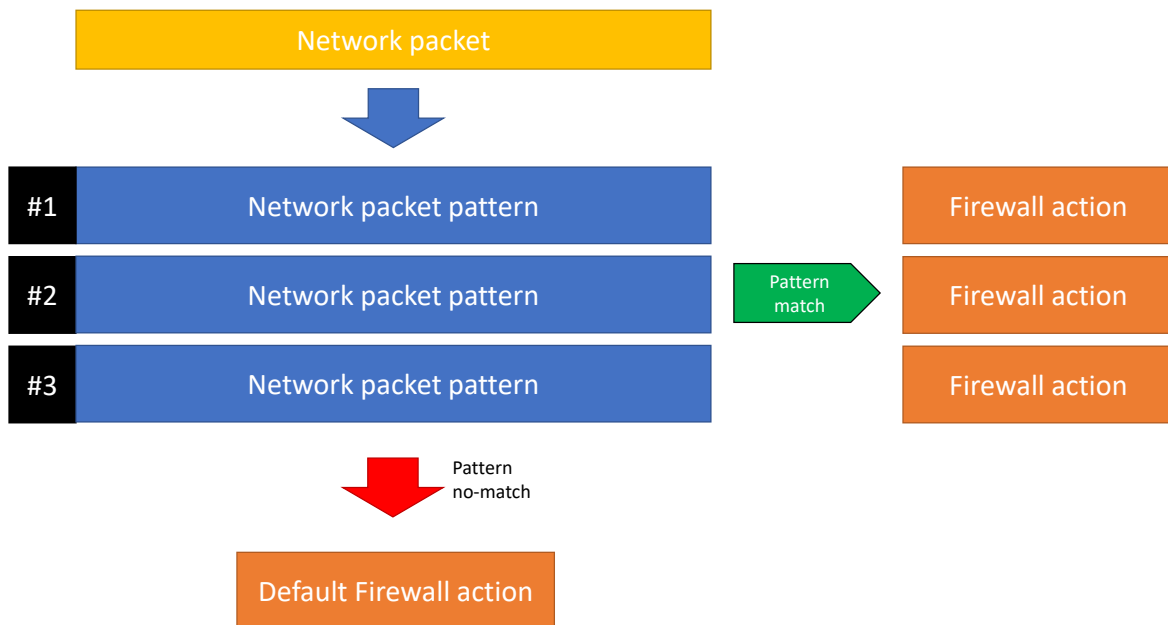 Network packet
#1
Network packet pattern
Firewall action
#2
Network packet pattern
Pattern
match
Firewall action
#3
Network packet pattern
Firewall action
Pattern
no-match
Default Firewall action